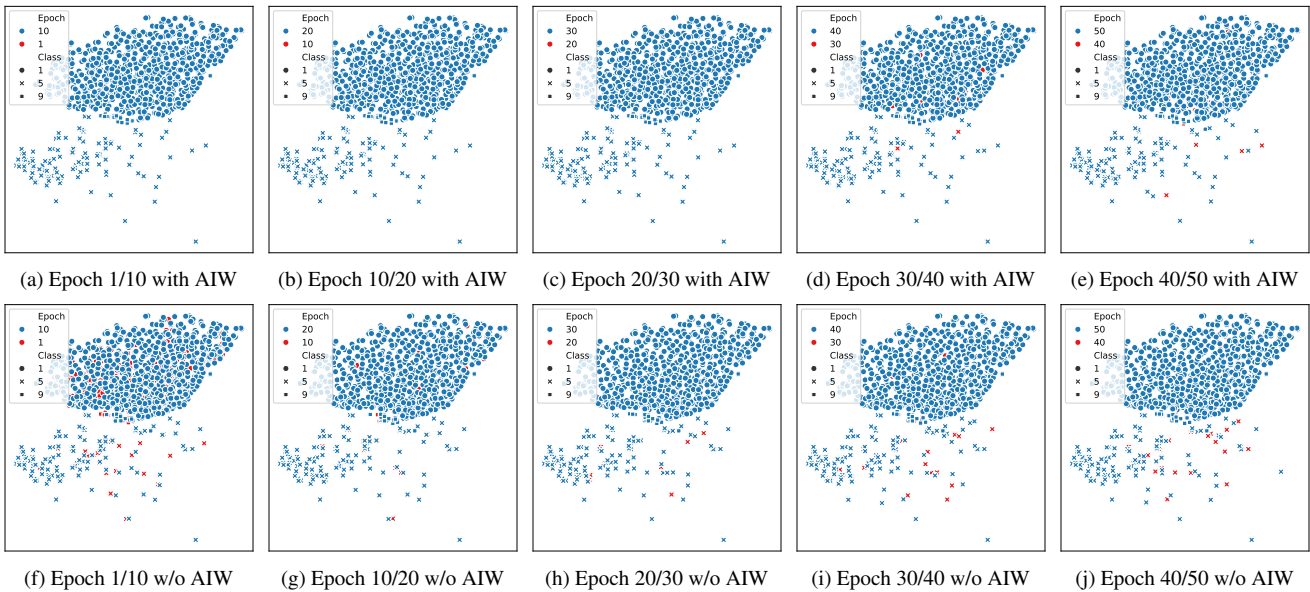 Epoch
10
1
Class
1
5
9
(a) Epoch 1/10 with AIW
Epoch
20
10
Class
1
5
9
(b) Epoch 10/20 with AIW
Epoch
30
20
Class
1
5
9
(c) Epoch 20/30 with AIW
Epoch
40
30
Class
1
5
9
(d) Epoch 30/40 with AIW
Epoch
50
40
Class
1
5
9
(e) Epoch 40/50 with AIW
Epoch
10
1
Class
1
5
9
(f) Epoch 1/10 w/o AIW
Epoch
20
10
Class
1
5
9
(g) Epoch 10/20 w/o AIW
Epoch
30
20
Class
1
5
9
(h) Epoch 20/30 w/o AIW
Epoch
40
30
Class
1
5
9
(i) Epoch 30/40 w/o AIW
Epoch
50
40
Class
1
5
9
(j) Epoch 40/50 w/o AIW